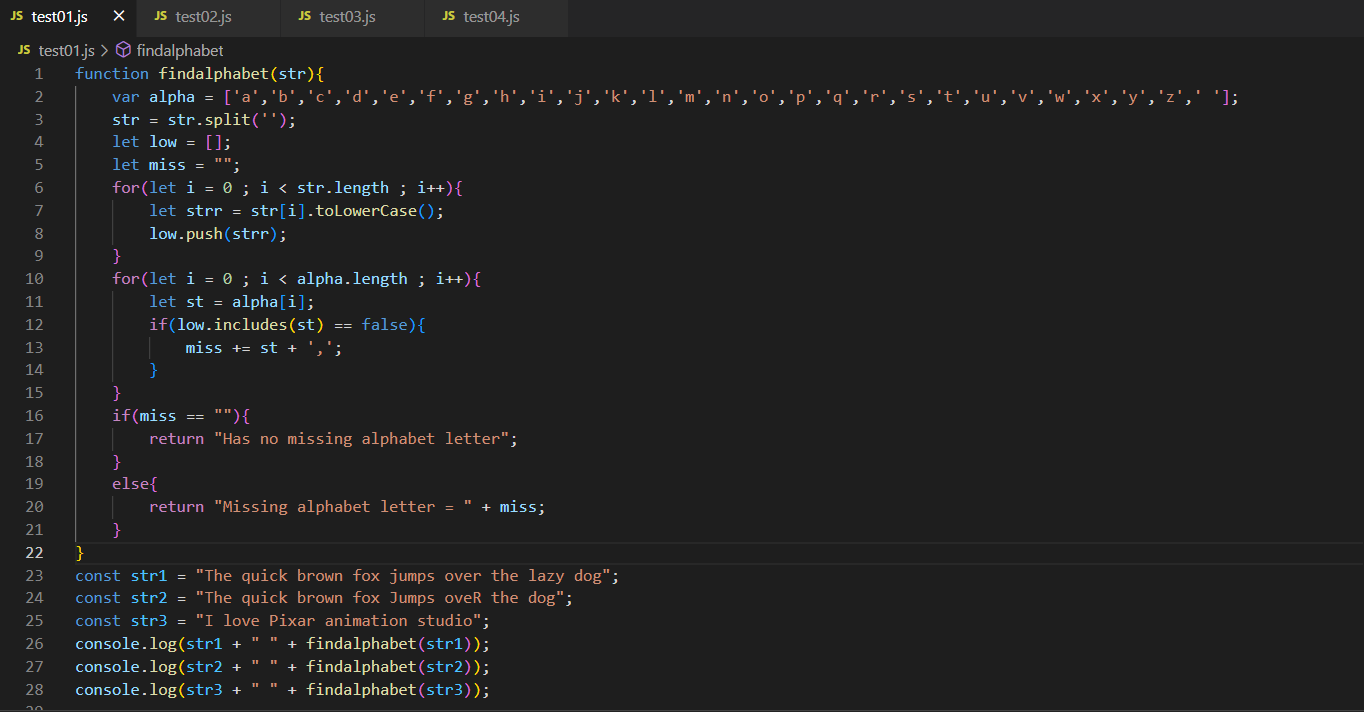 JS test01.js × JS test02.js JS test03.js JS test04.js
JS test01.js > findalphabet
1 function findalphabet(str){
2 var alpha = ['a','b','c','d','e','f','g','h','i','j','k','l','m','n','o','p','q','r','s','t','u','v','w','x','y','z',' '];
3 str = str.split('');
4 let low = [];
5 let miss = "";
6 for(let i = 0 ; i < str.length ; i++){
7 let strr = str[i].toLowerCase();
8 low.push(strr);
9 }
10 for(let i = 0 ; i < alpha.length ; i++){
11 let st = alpha[i];
12 if(low.includes(st) == false){
13 miss += st + ',';
14 }
15 }
16 if(miss == ""){
17 return "Has no missing alphabet letter";
18 }
19 else{
20 return "Missing alphabet letter = " + miss;
21 }
22 }
23 const str1 = "The quick brown fox jumps over the lazy dog";
24 const str2 = "The quick brown fox Jumps oveR the dog";
25 const str3 = "I love Pixar animation studio";
26 console.log(str1 + " " + findalphabet(str1));
27 console.log(str2 + " " + findalphabet(str2));
28 console.log(str3 + " " + findalphabet(str3));